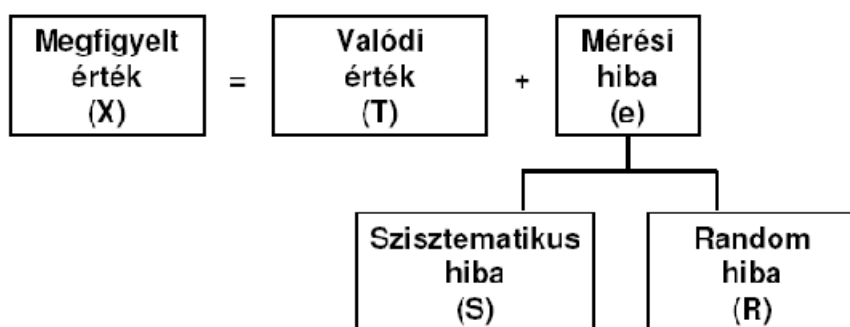 Megfigyelt
érték
(X)
=
Valódi
érték
(T)
+
Mérési
hiba
(e)
Szisztematikus
hiba
(S)
Random
hiba
(R)